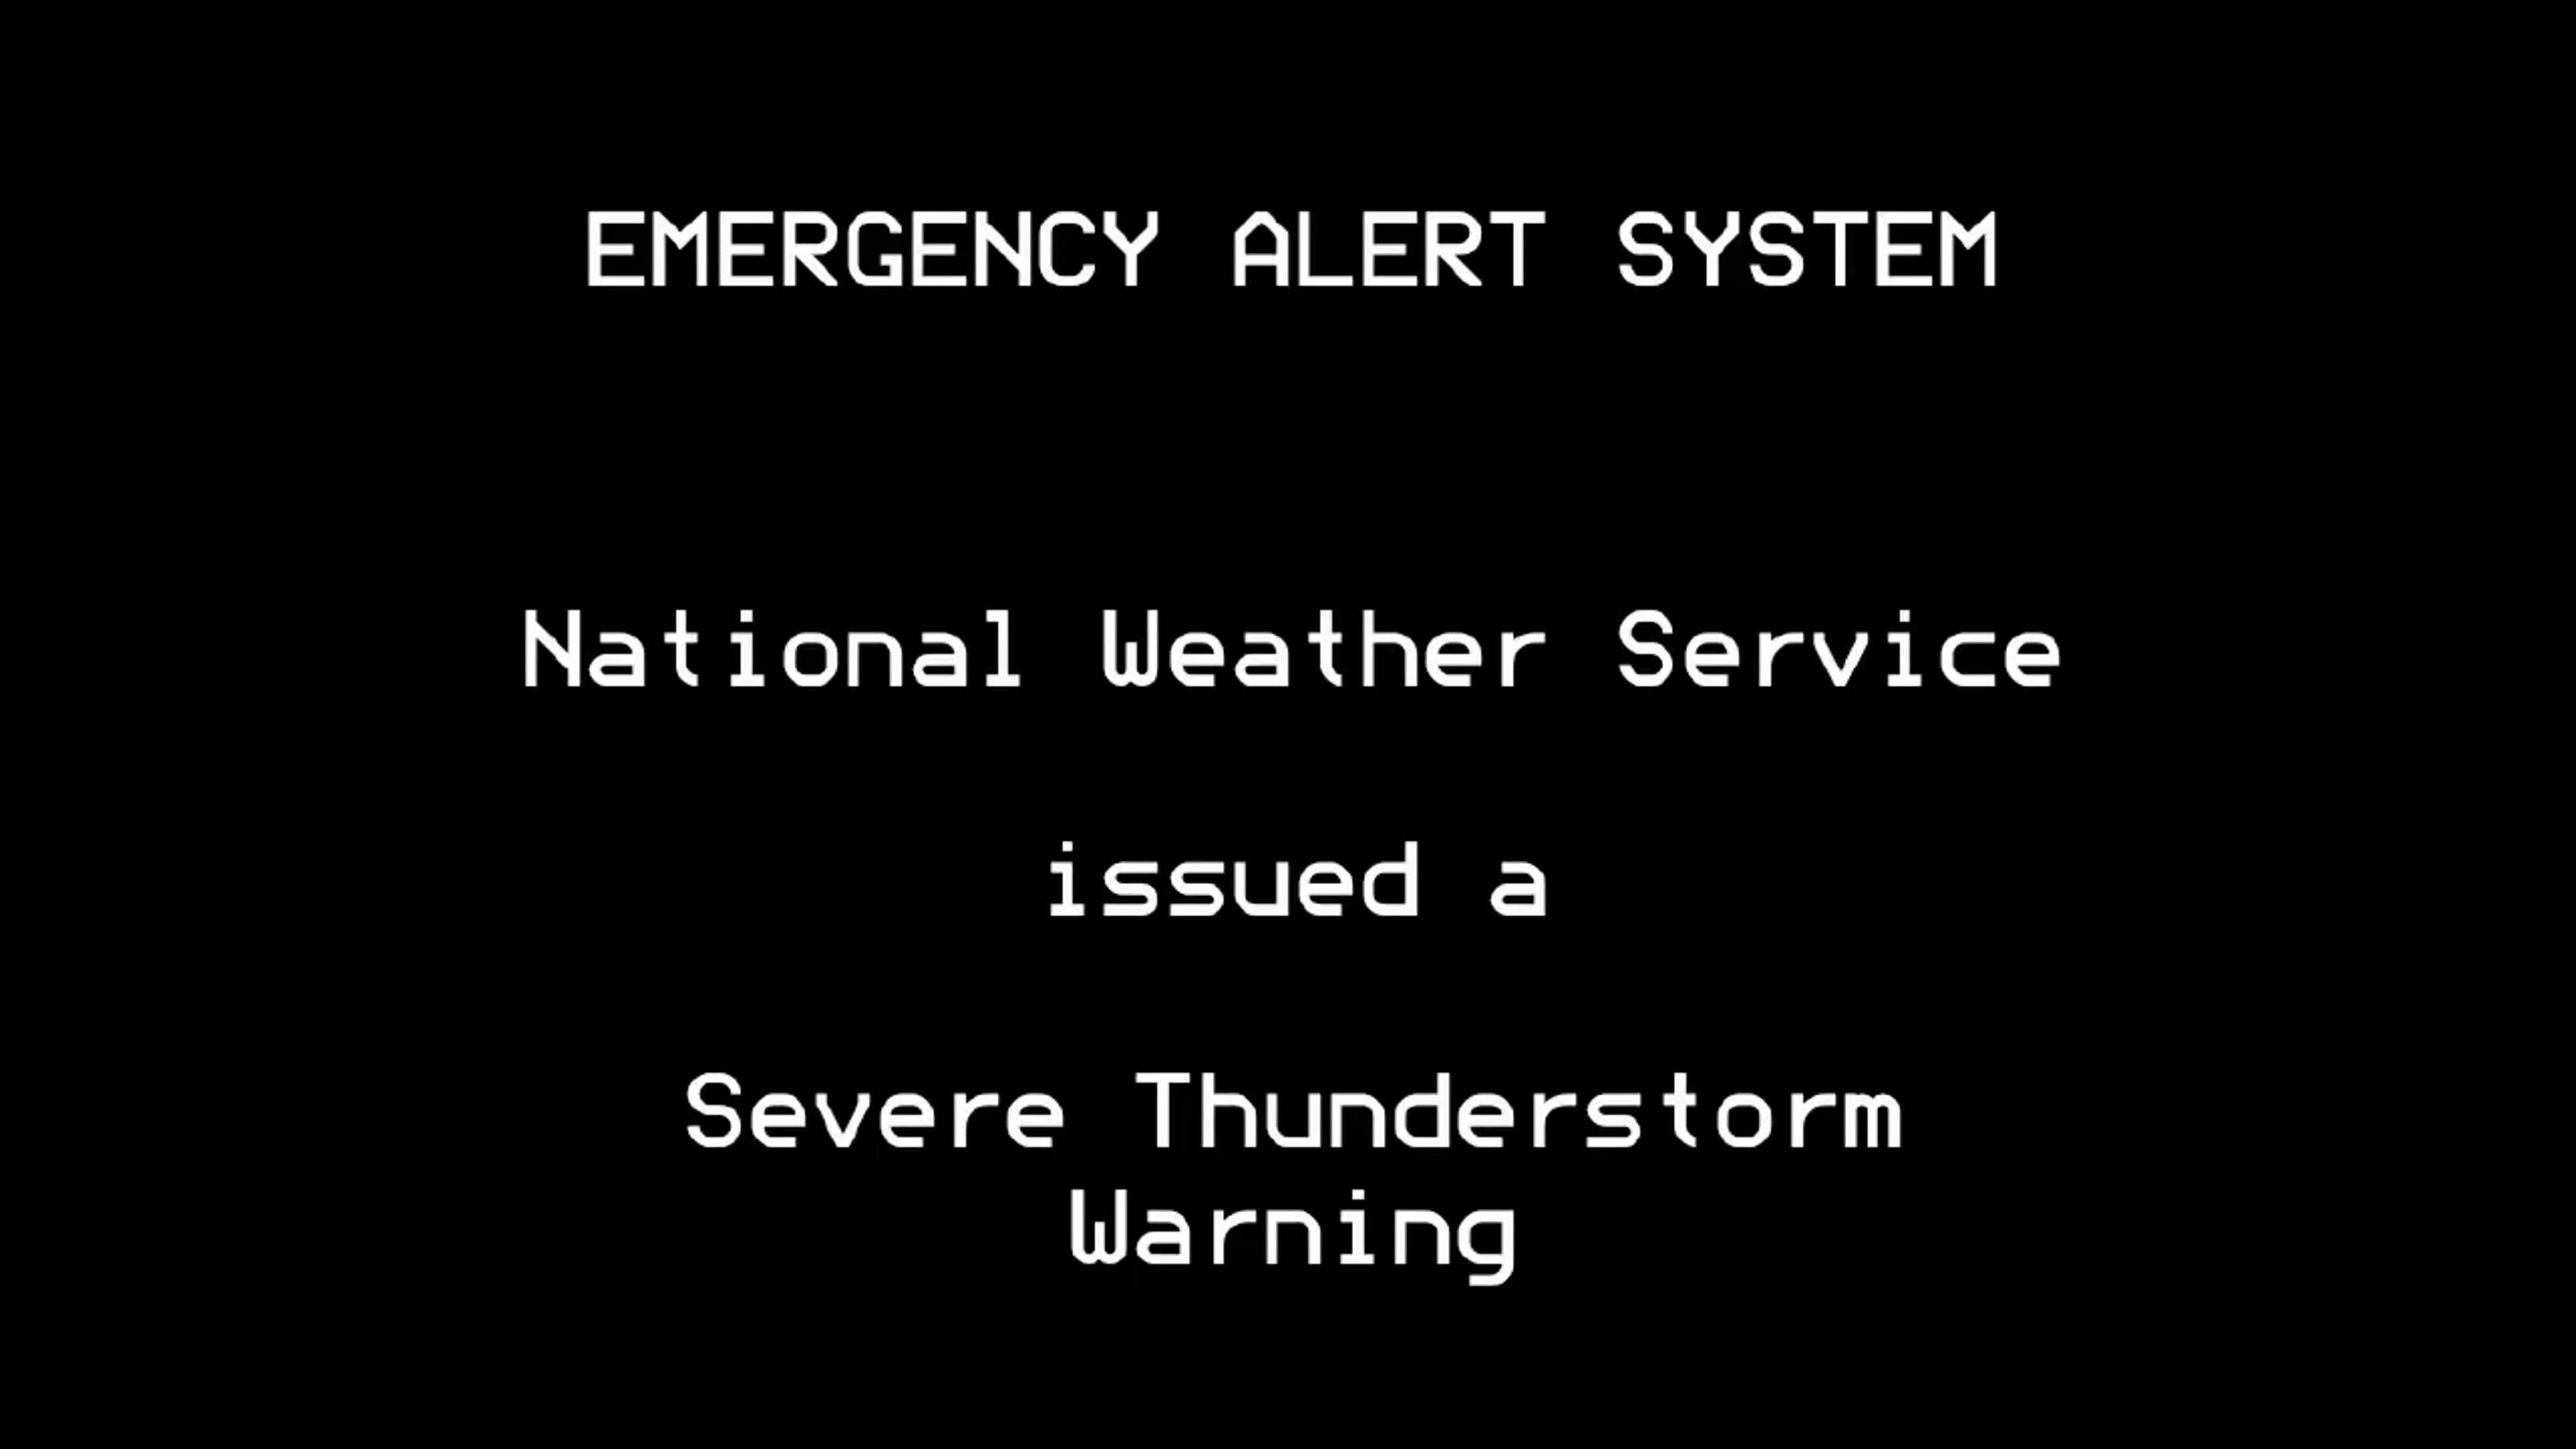 EMERGENCY ALERT SYSTEM
National Weather Service
issued a
Severe Thunderstorm
Warning